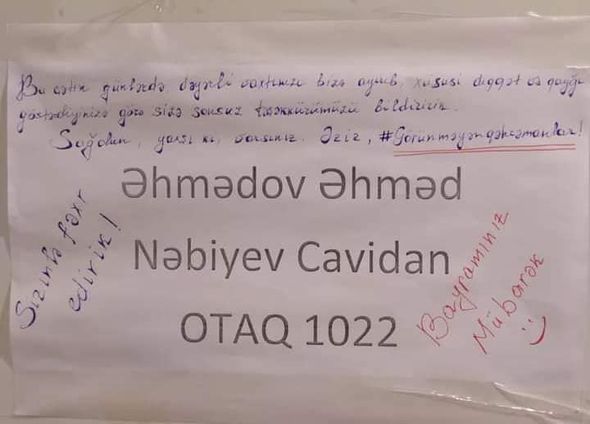 Bu çətin günlərdə, dəyərli vaxtınızı bizə ayırıb, xüsusi diqqət və qayğı
göstərdiyinizə görə sizə sonsuz təşəkkürümüzü bildiririk.
Sağolun, yaxşı ki, varsınız. Əziz, #Görünməyənqəhrəmanlar!
Əhmədov Əhməd
Nəbiyev Cavidan
OTAQ 1022
Sizinlə fəxr
edirik!
Bayramınız
Mübarək :)